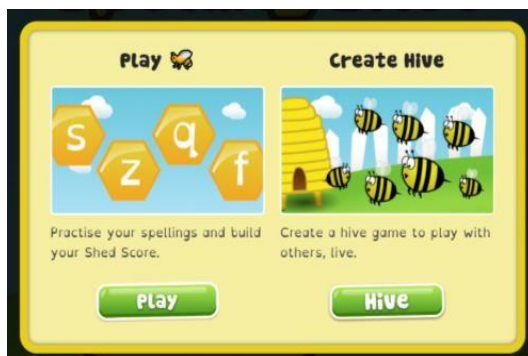 Play
Create Hive
s
z
q
f
Practise your spellings and build
your Shed Score.
Create a hive game to play with
others, live.
Play
Hive